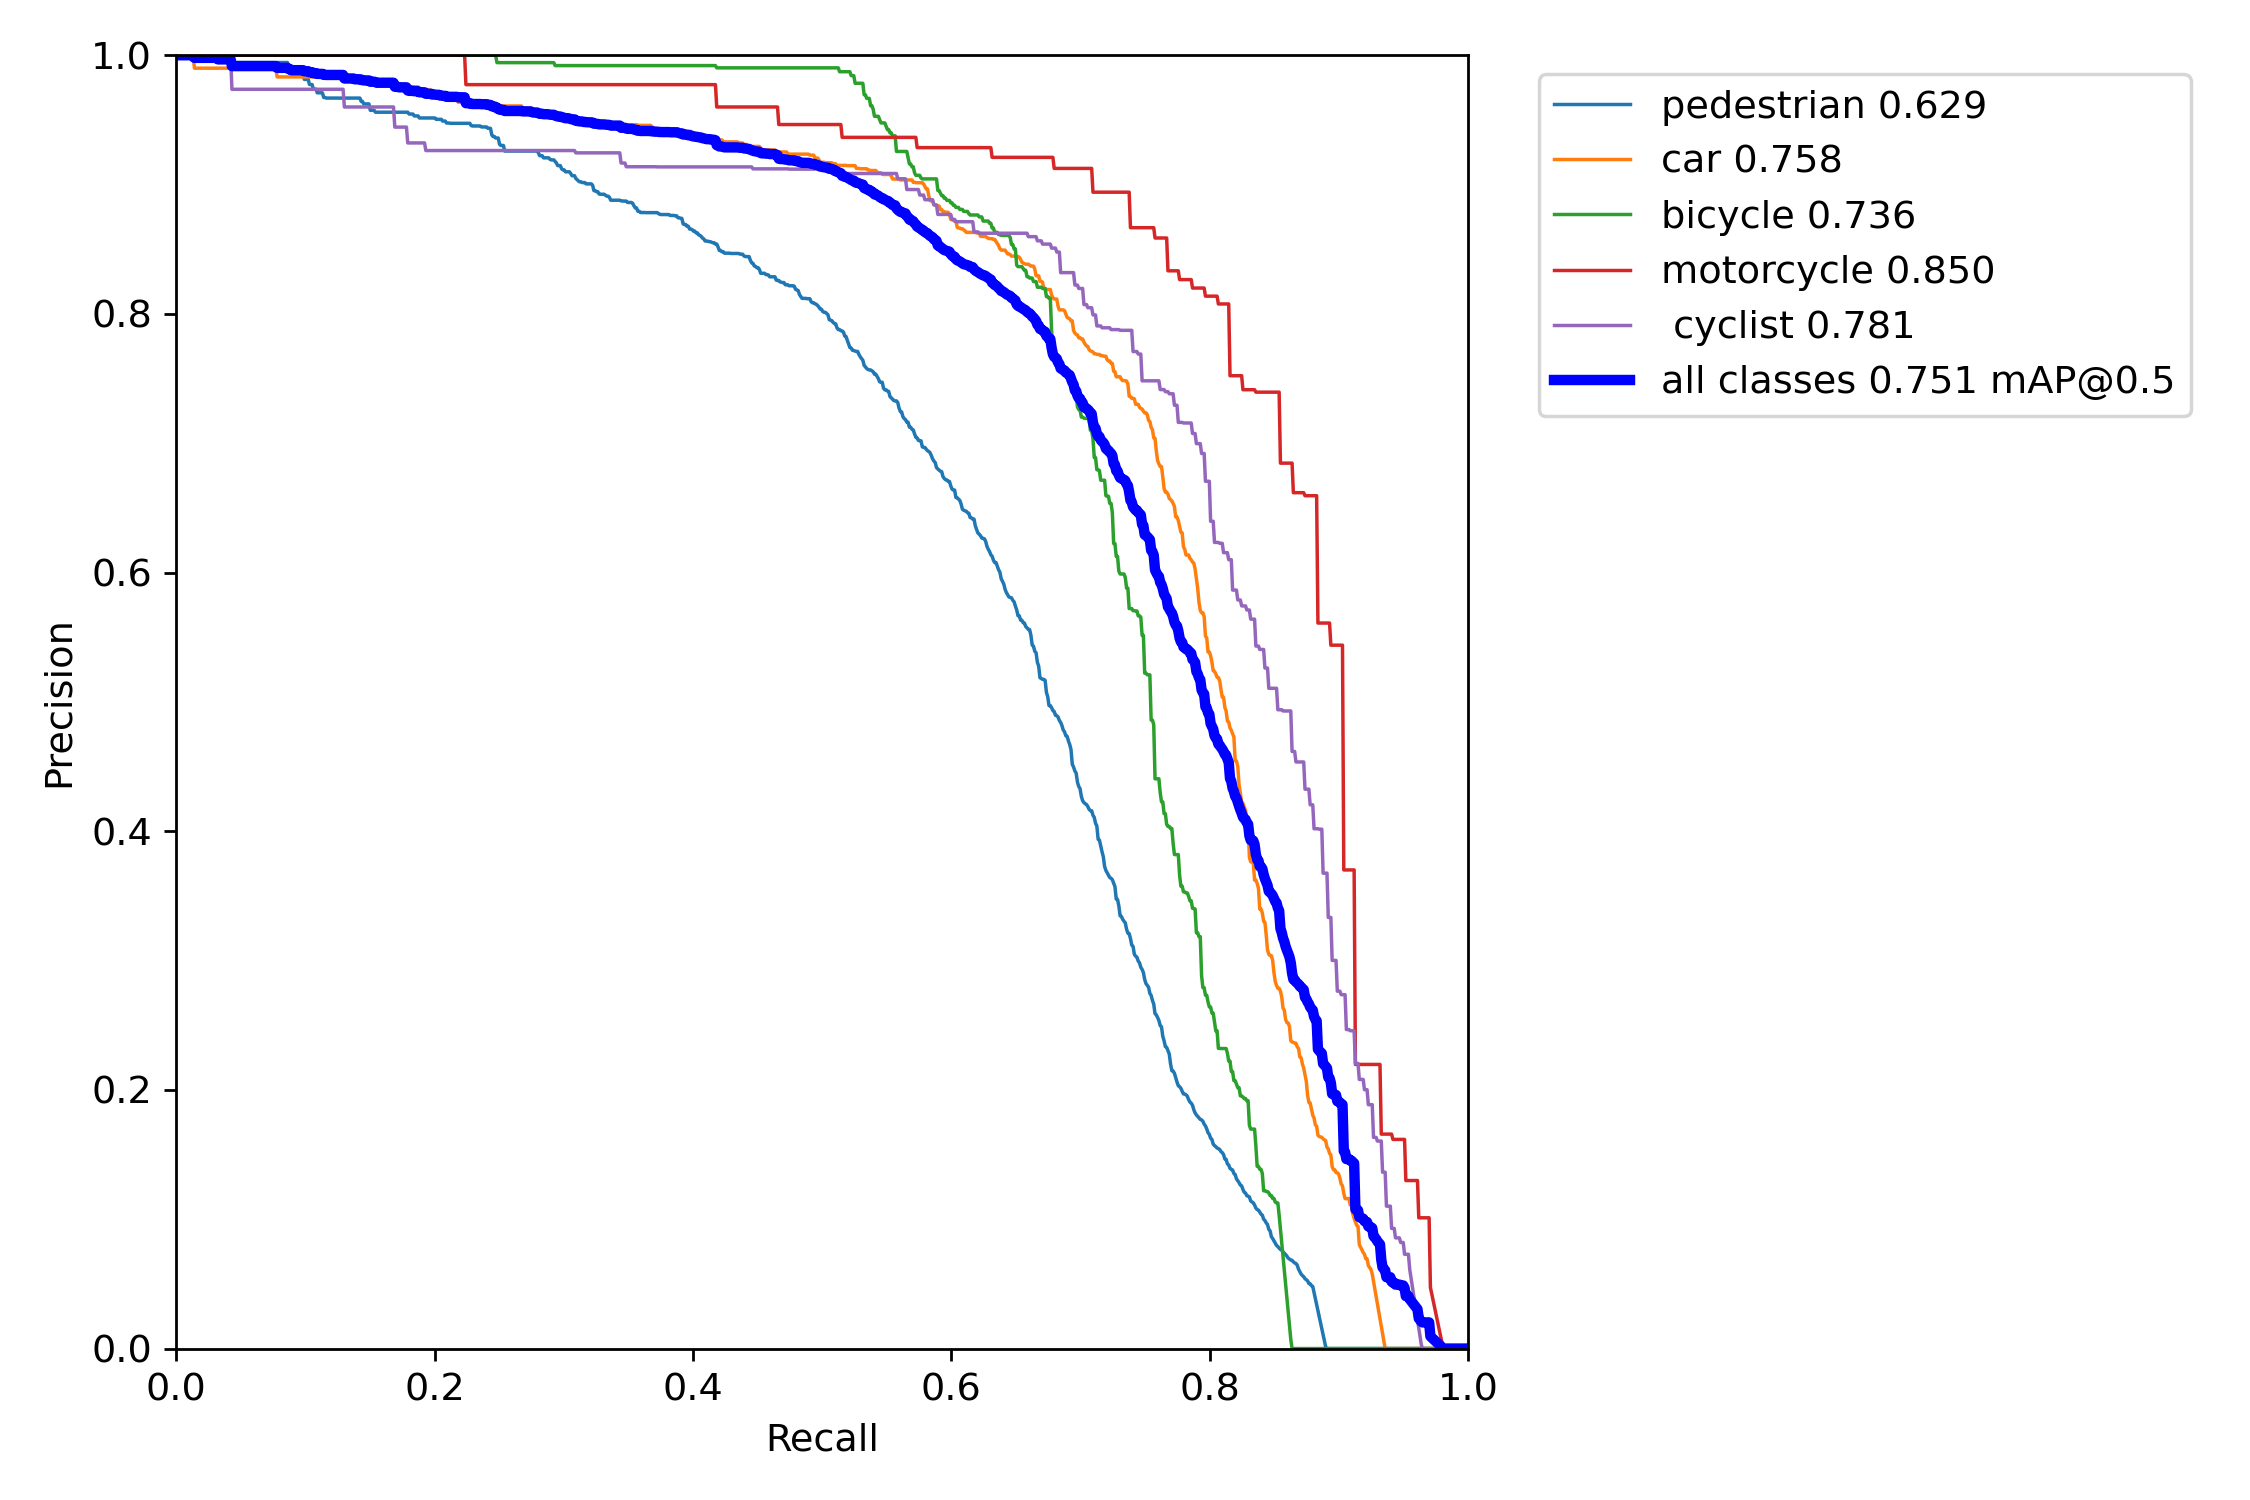 1.0
0.8
0.6
0.4
0.2
0.0
Precision
0.0 0.2 0.4 0.6 0.8 1.0
Recall
pedestrian 0.629
car 0.758
bicycle 0.736
motorcycle 0.850
cyclist 0.781
all classes 0.751 mAP@0.5